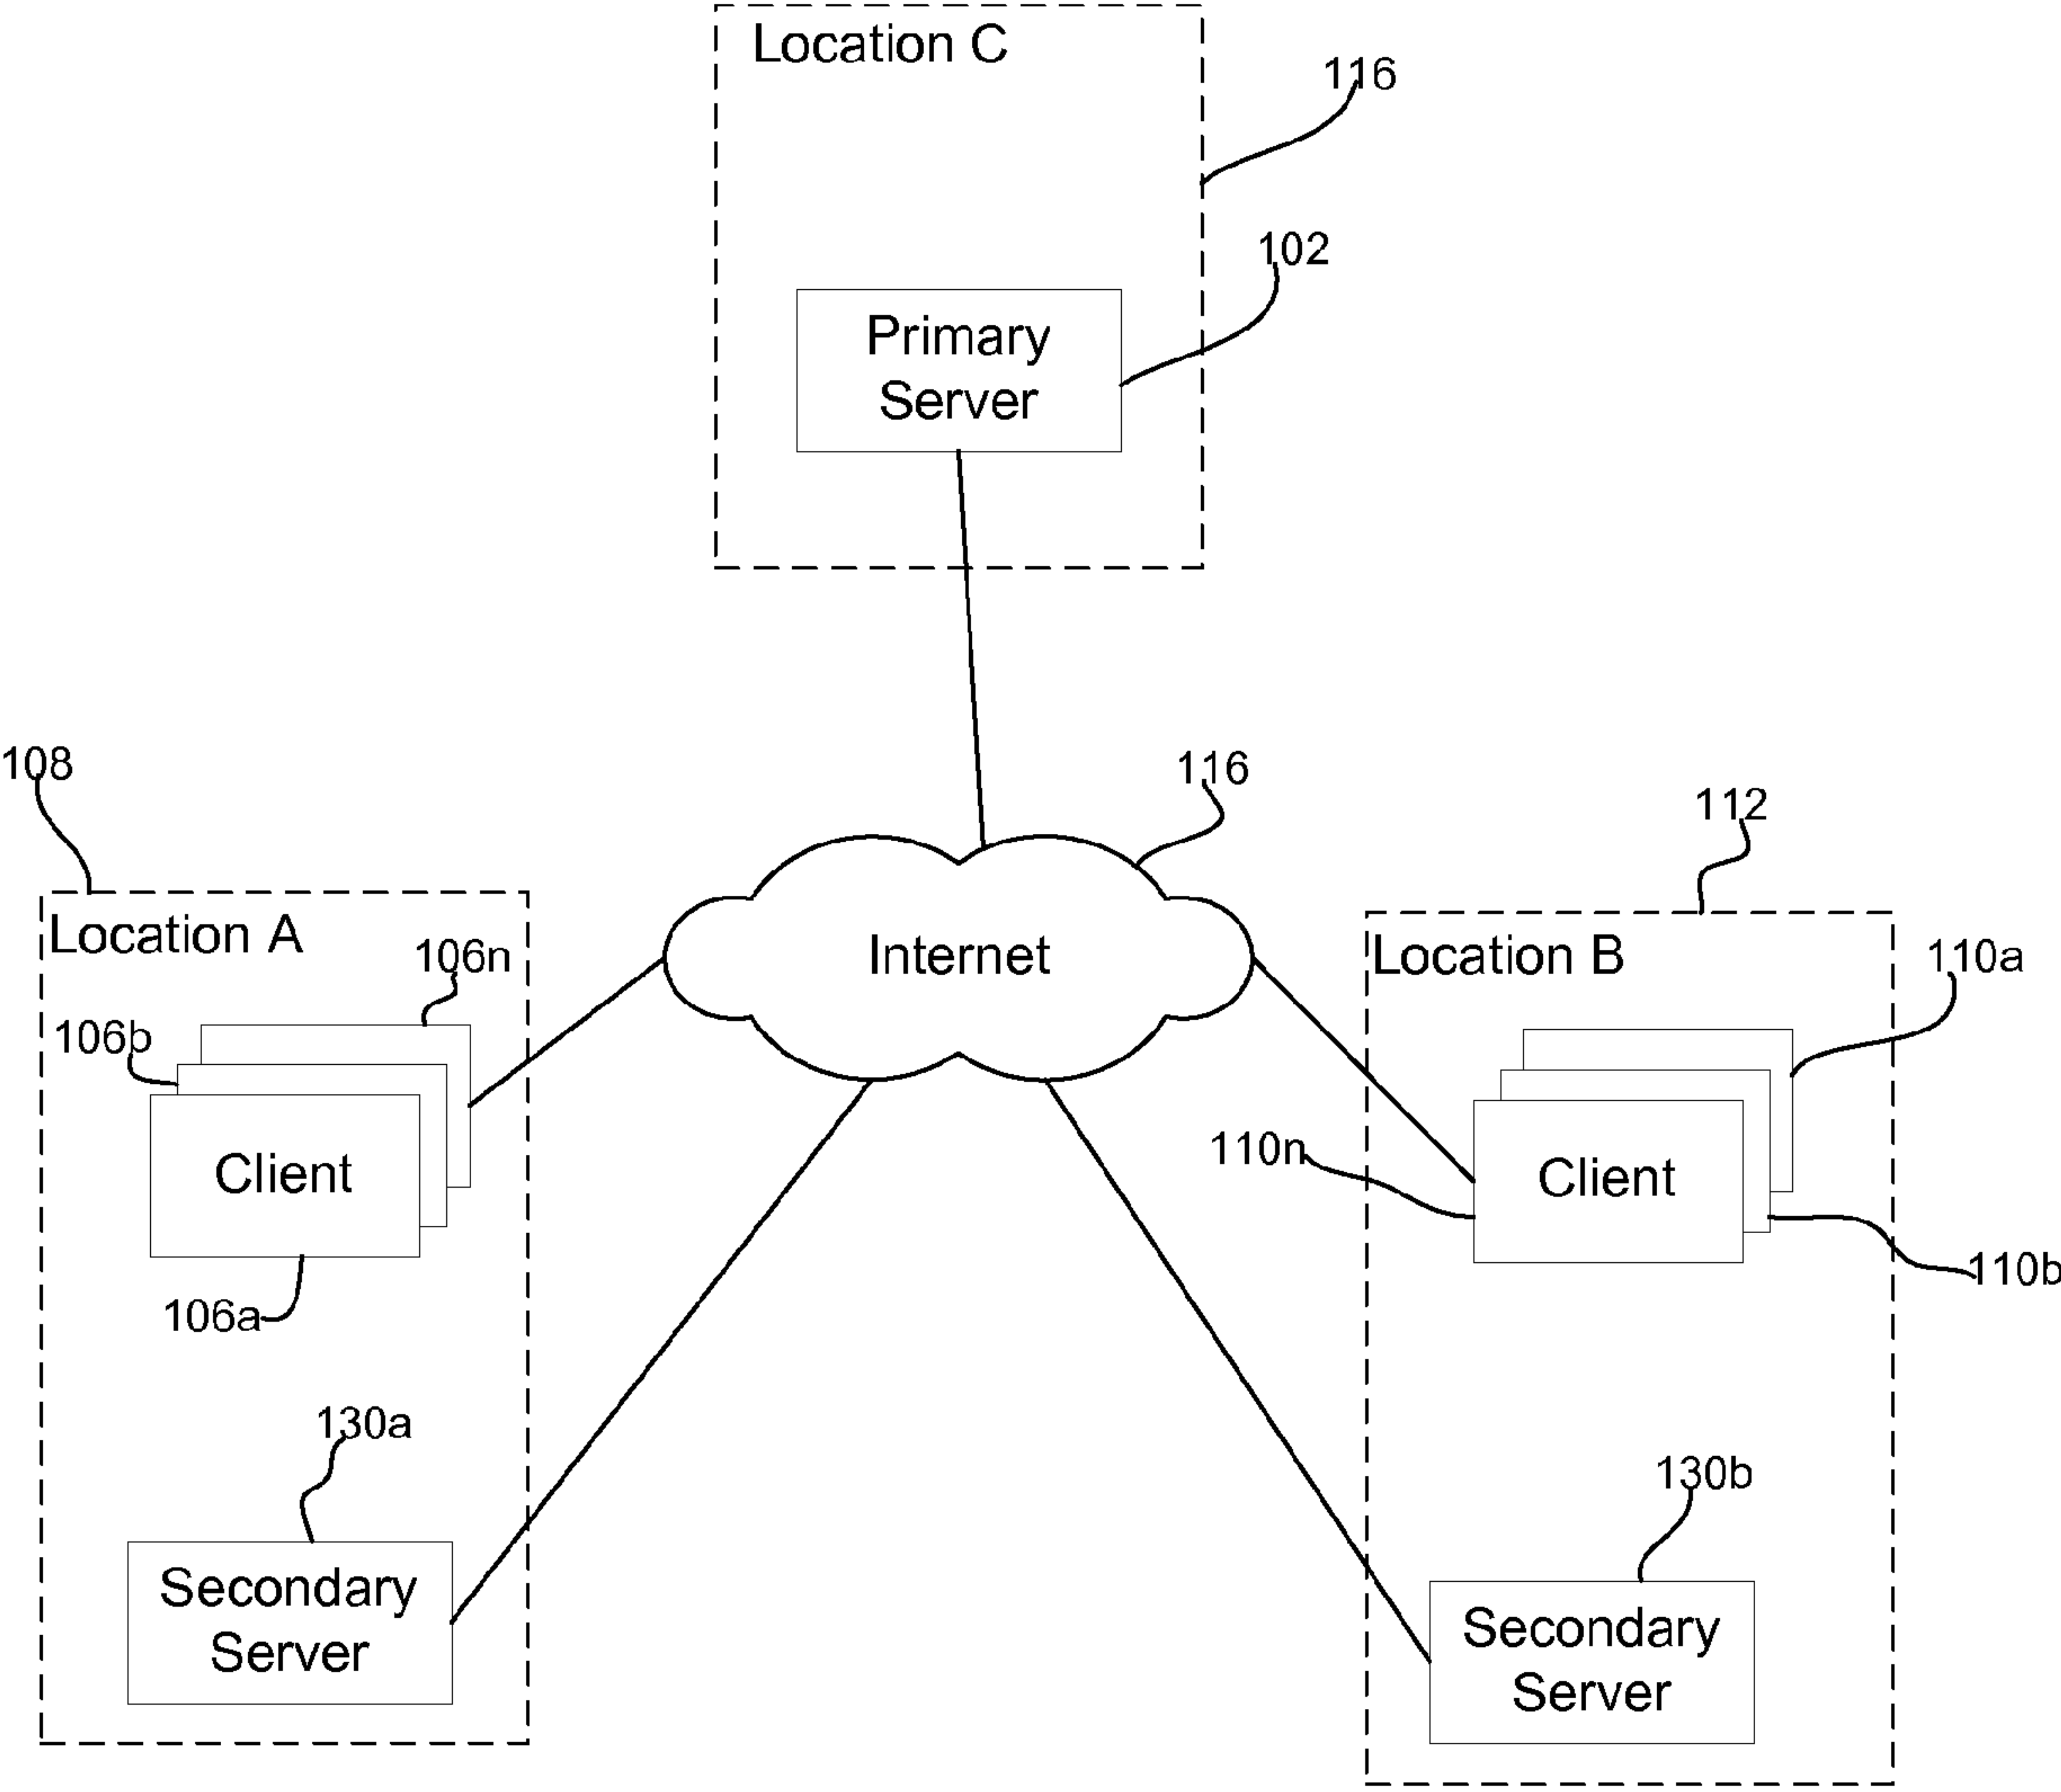 Location C
116
102
Primary
Server
108
116
112
Location A
106n
Internet
Location B
110a
106b
Client
110n
Client
110b
106a
130a
130b
Secondary
Server
Secondary
Server